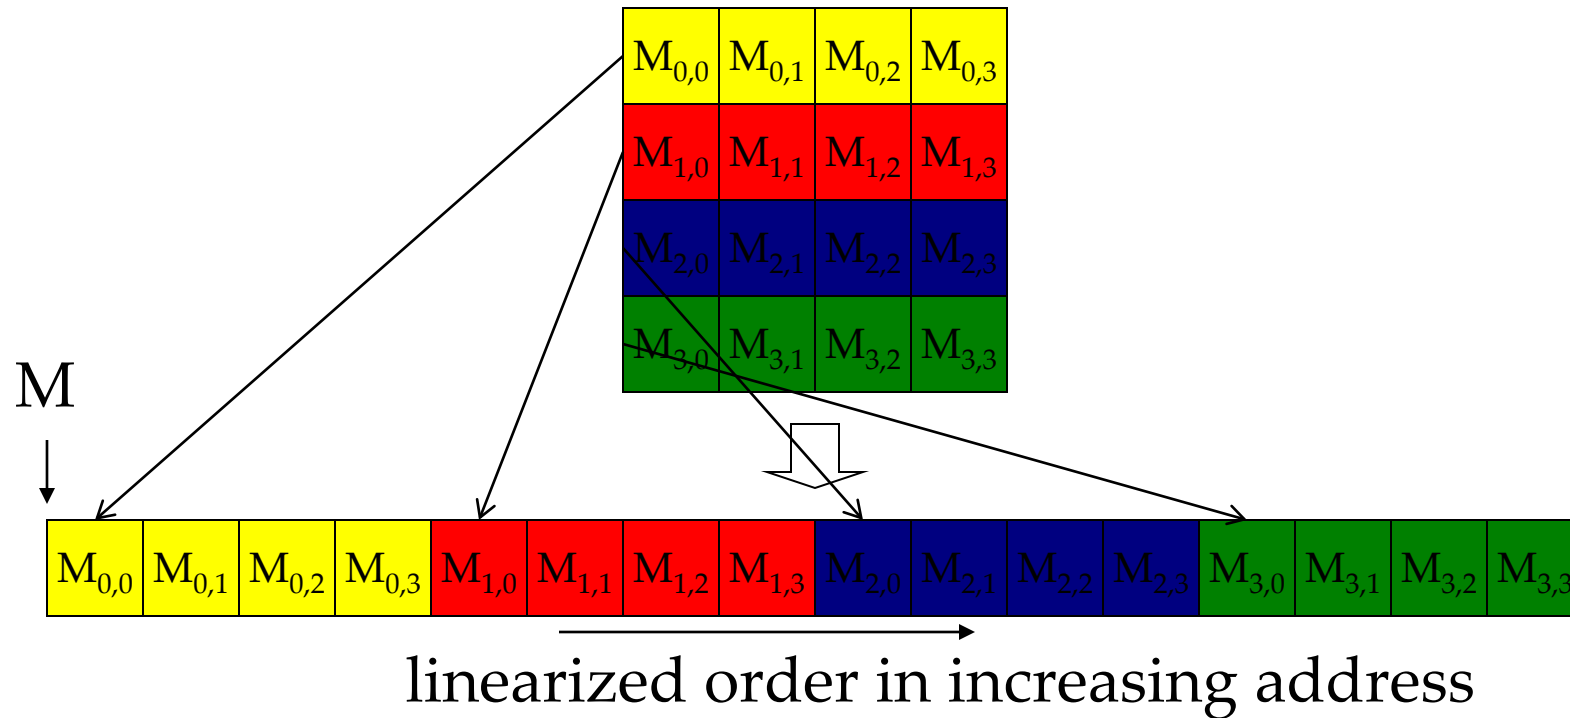 M0,0 M0,1 M0,2 M0,3
M1,0 M1,1 M1,2 M1,3
M2,0 M2,1 M2,2 M2,3
M3,0 M3,1 M3,2 M3,3
M
M0,0 M0,1 M0,2 M0,3 M1,0 M1,1 M1,2 M1,3 M2,0 M2,1 M2,2 M2,3 M3,0 M3,1 M3,2 M3,3
linearized order in increasing address